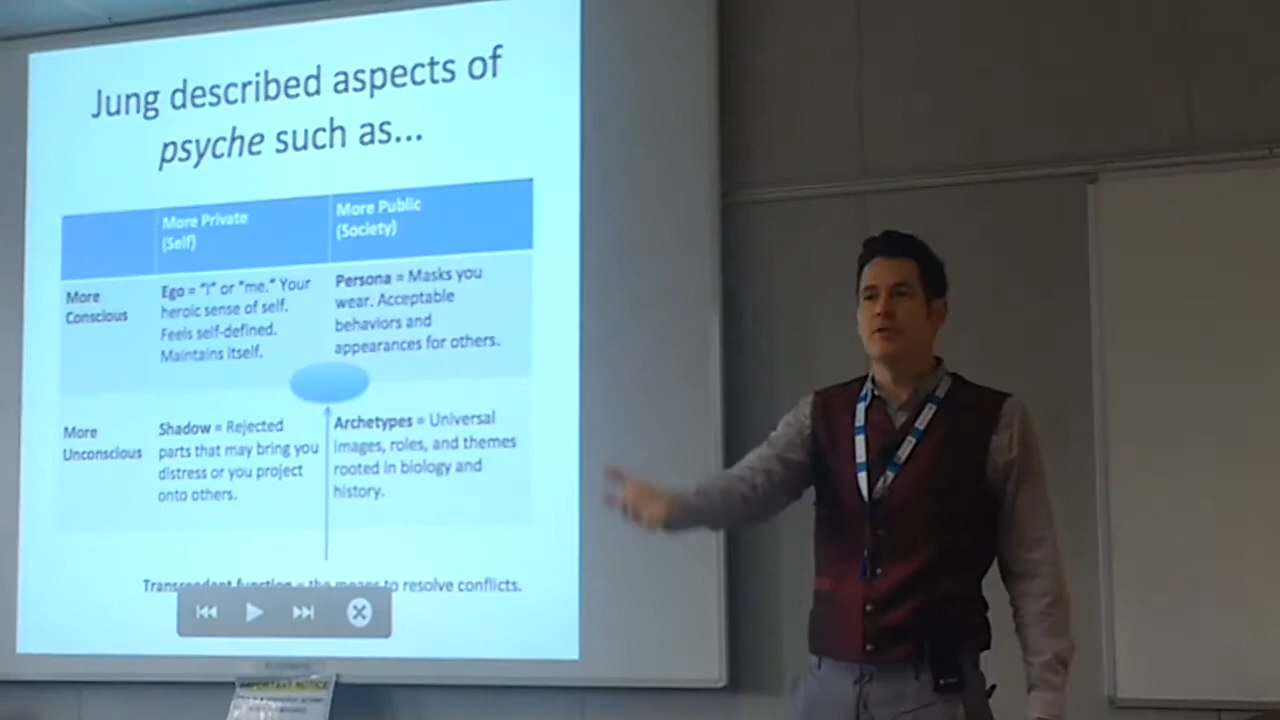 Jung described aspects of
psyche such as...
More Private
(Self)
More Public
(Society)
More
Conscious
Ego = "I" or "me." Your
heroic sense of self.
Feels self-defined.
Maintains itself.
Persona = Masks you
wear. Acceptable
behaviors and
appearances for others.
More
Unconscious
Shadow = Rejected
parts that may bring you
distress or you project
onto others.
Archetypes = Universal
images, roles, and themes
rooted in biology and
history.
Transcendent function = the means to resolve conflicts.
IMPORTANT NOTICE